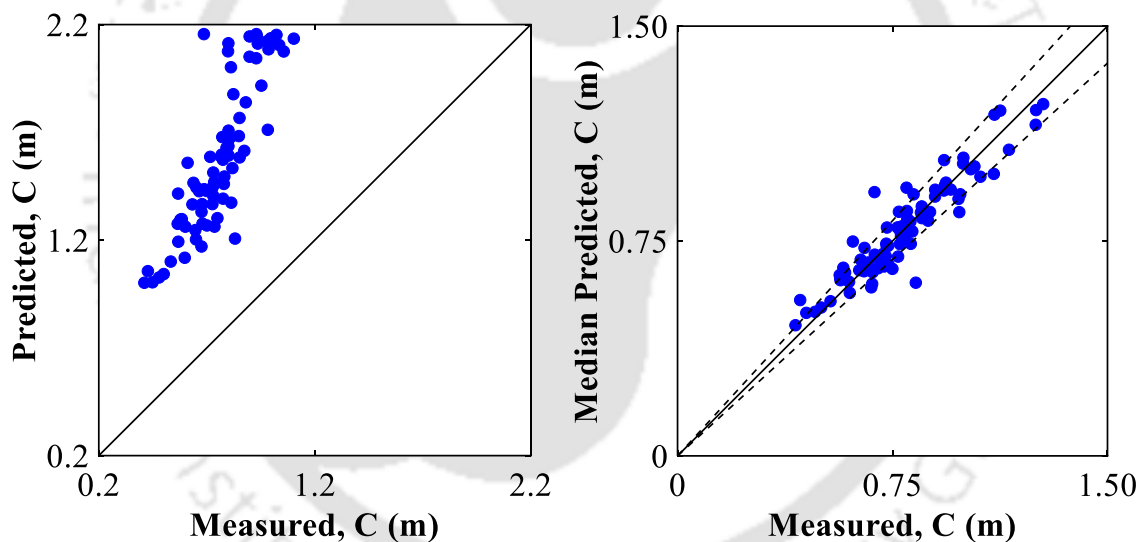 2.2
1.2
0.2
Predicted, C (m)
0.2 1.2 2.2
Measured, C (m)
1.50
0.75
0
Median Predicted, C (m)
0 0.75 1.50
Measured, C (m)